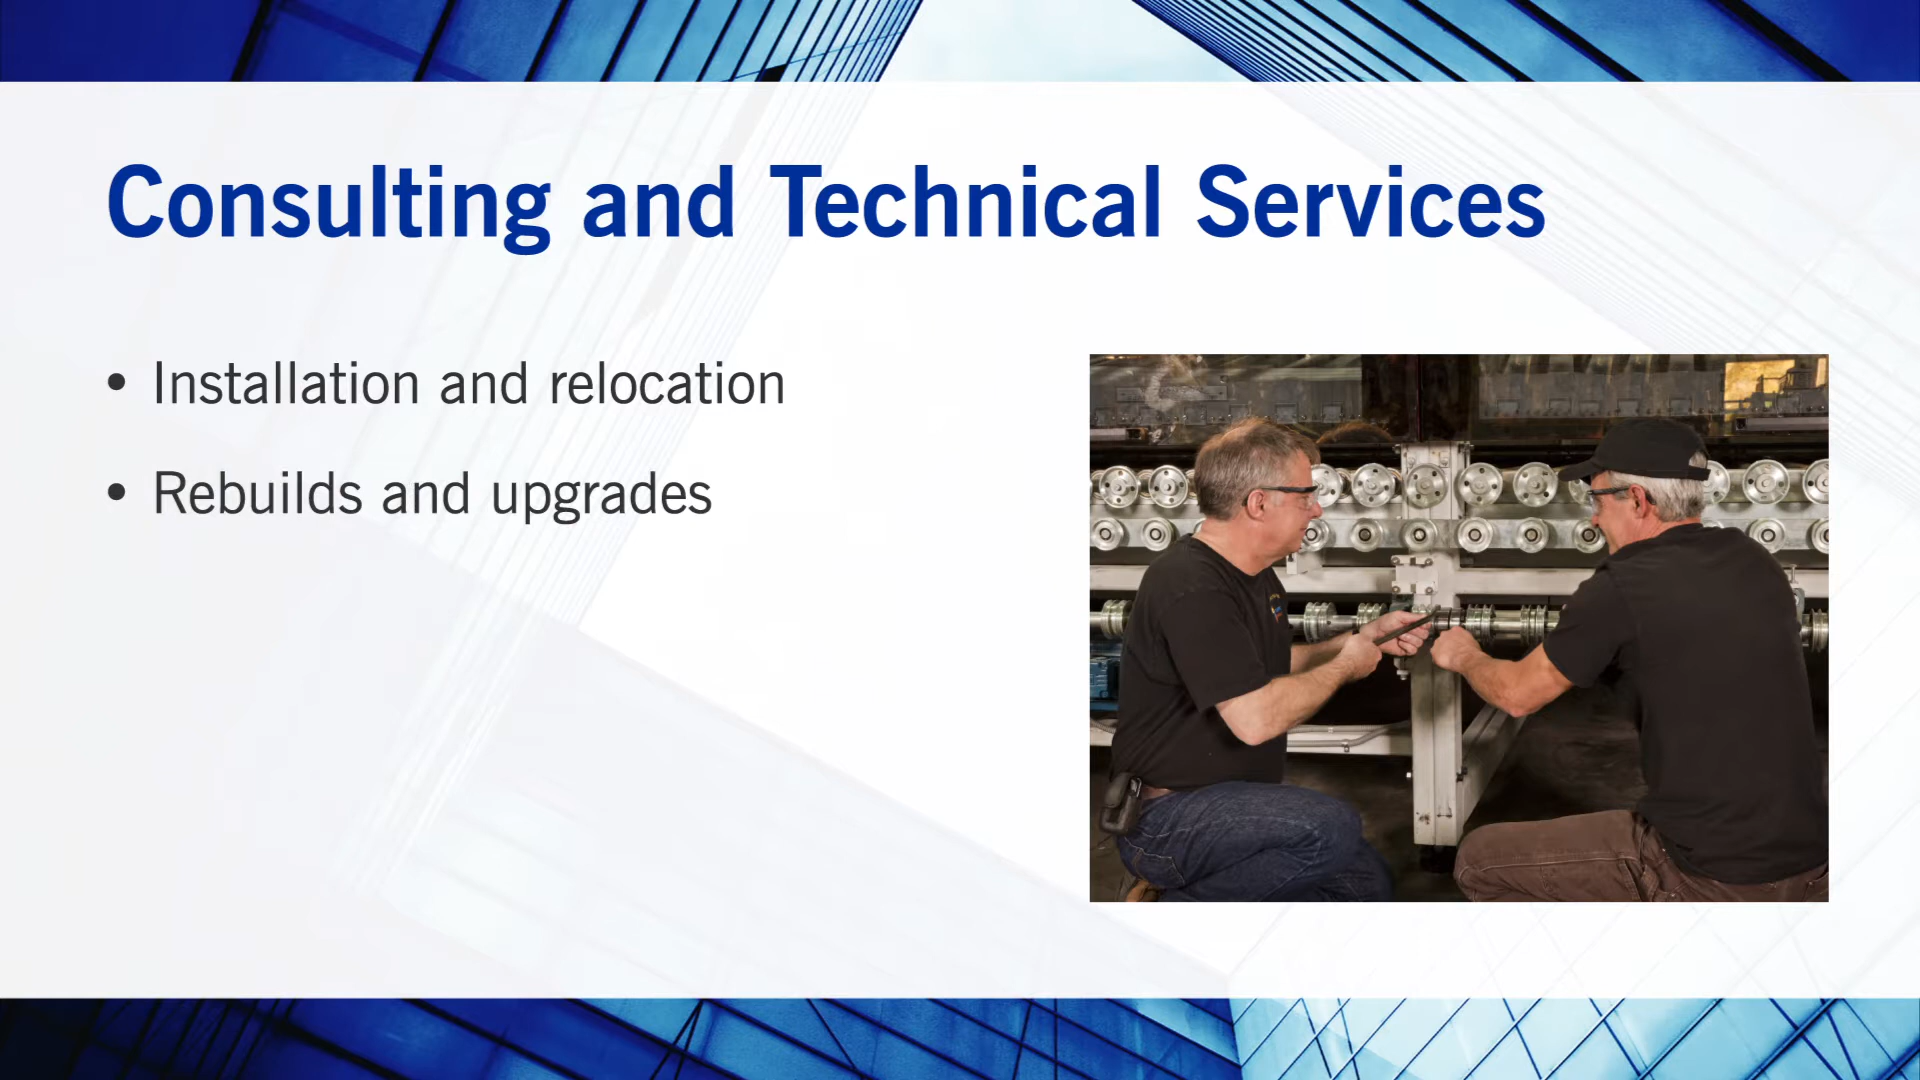 Consulting and Technical Services
• Installation and relocation
• Rebuilds and upgrades